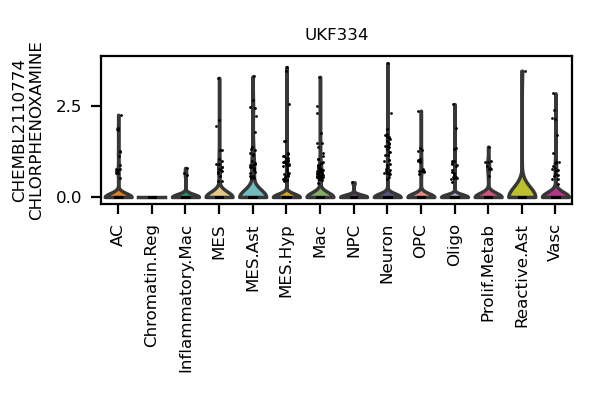 UKF334
CHEMBL2110774
CHLORPHENOXAMINE
2.5
0.0
AC
Chromatin.Reg
Inflammatory.Mac
MES
MES.Ast
MES.Hyp
Mac
NPC
Neuron
OPC
Oligo
Prolif.Metab
Reactive.Ast
Vasc